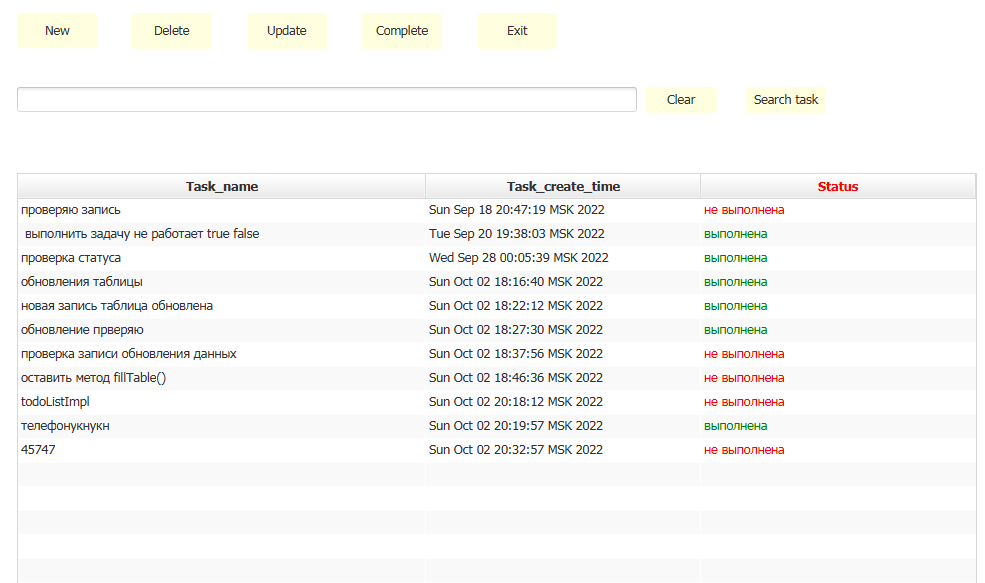 New Delete Update Complete Exit
Clear Search task
Task_name Task_create_time Status
проверяю запись Sun Sep 18 20:47:19 MSK 2022 не выполнена
выполнить задачу не работает true false Tue Sep 20 19:38:03 MSK 2022 выполнена
проверка статуса Wed Sep 28 00:05:39 MSK 2022 выполнена
обновления таблицы Sun Oct 02 18:16:40 MSK 2022 выполнена
новая запись таблица обновлена Sun Oct 02 18:22:12 MSK 2022 выполнена
обновление прверяю Sun Oct 02 18:27:30 MSK 2022 выполнена
проверка записи обновления данных Sun Oct 02 18:37:56 MSK 2022 не выполнена
оставить метод fillTable() Sun Oct 02 18:46:36 MSK 2022 не выполнена
todoListImpl Sun Oct 02 20:18:12 MSK 2022 не выполнена
телефонукнукн Sun Oct 02 20:19:57 MSK 2022 выполнена
45747 Sun Oct 02 20:32:57 MSK 2022 не выполнена